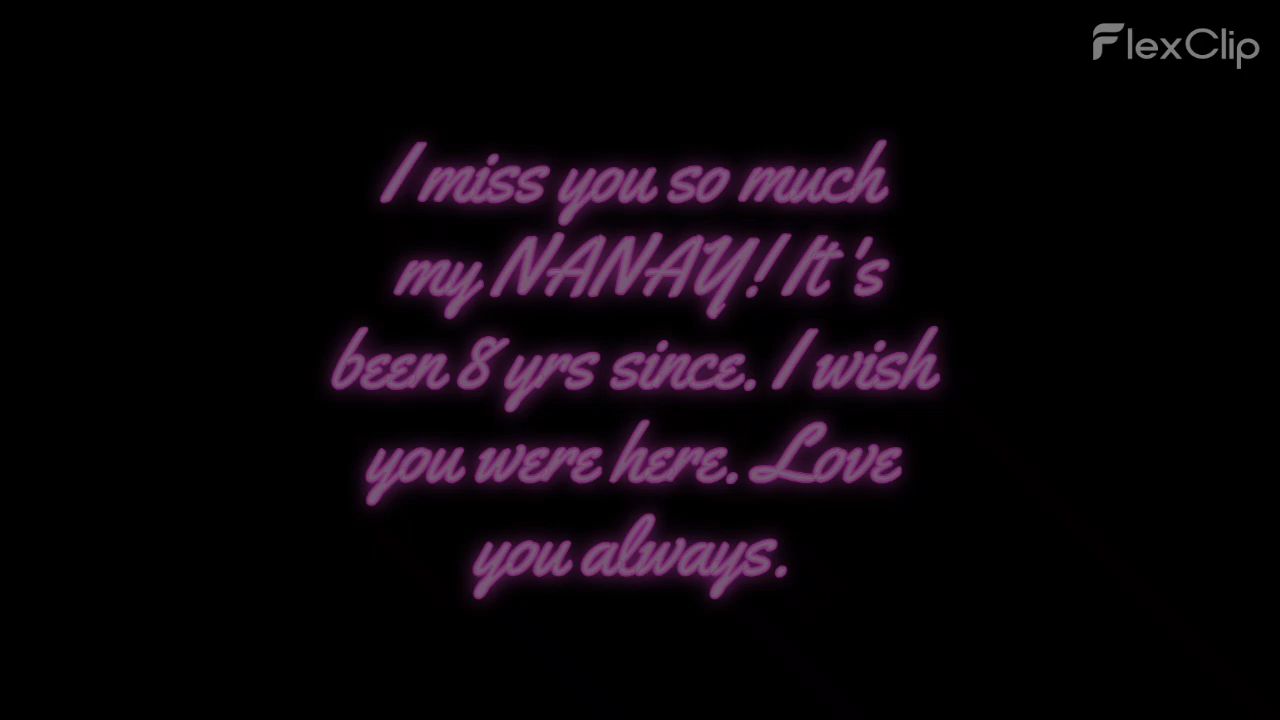 FlexClip
I miss you so much
my NANAY! It's
been 8 yrs since. I wish
you were here. Love
you always.